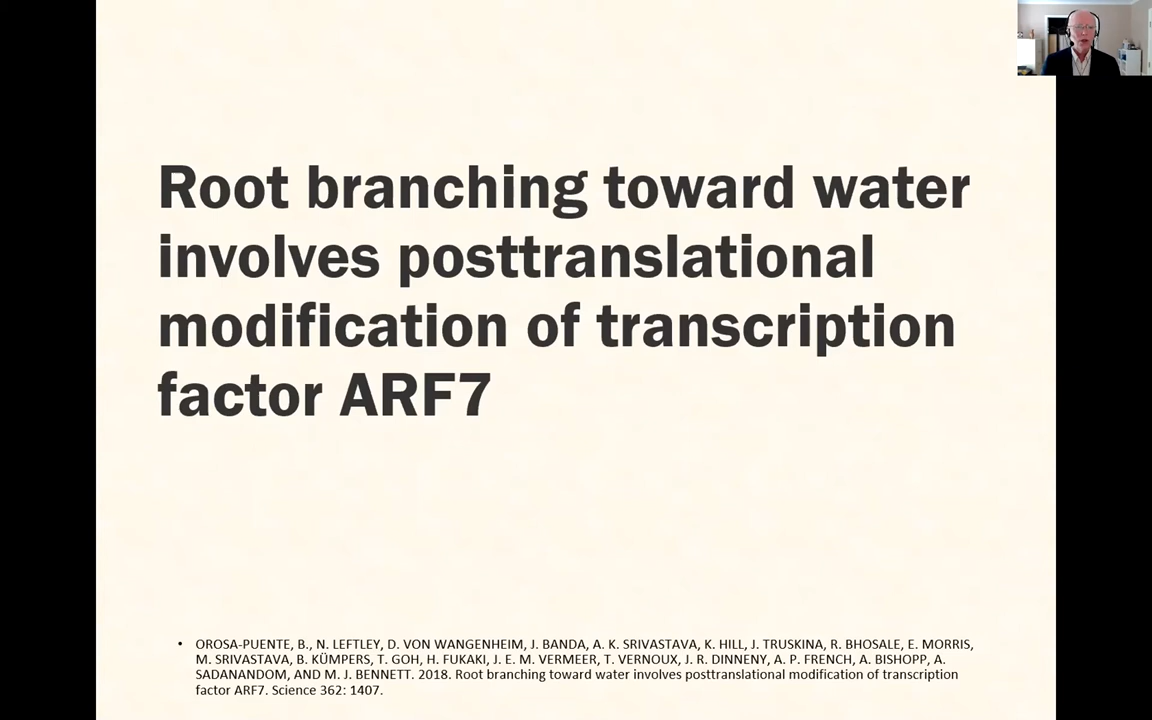 Root branching toward water
involves posttranslational
modification of transcription
factor ARF7
• OROSA-PUENTE, B., N. LEFTLEY, D. VON WANGENHEIM, J. BANDA, A. K. SRIVASTAVA, K. HILL, J. TRUSKINA, R. BHOSALE, E. MORRIS,
M. SRIVASTAVA, B. KÜMPERS, T. GOH, H. FUKAKI, J. E. M. VERMEER, T. VERNOUX, J. R. DINNENY, A. P. FRENCH, A. BISHOPP, A.
SADANANDOM, AND M. J. BENNETT. 2018. Root branching toward water involves posttranslational modification of transcription
factor ARF7. Science 362: 1407.